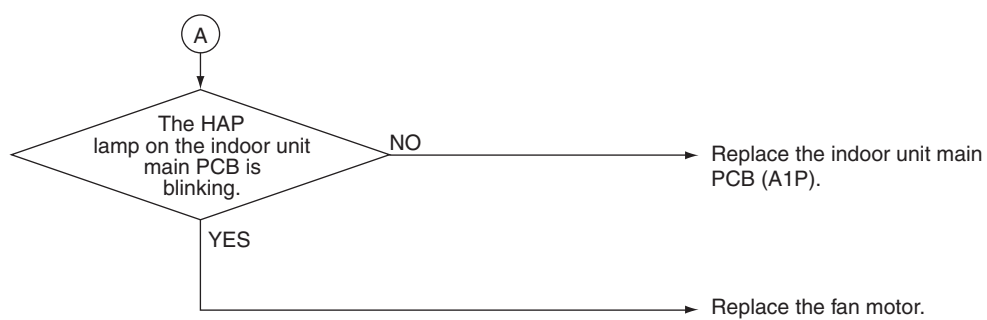 A
The HAP
lamp on the indoor unit
main PCB is
blinking.
NO
Replace the indoor unit main
PCB (A1P).
YES
Replace the fan motor.